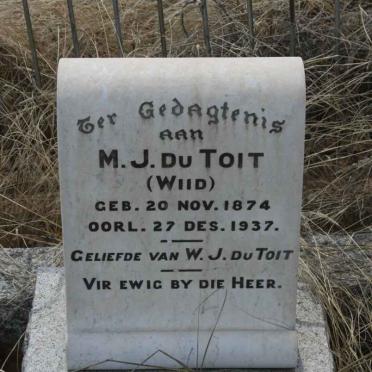 Ter Gedagtenis
aan
M. J. DU TOIT
(WIID)
GEB. 20 NOV. 1874
OORL. 27 DES. 1937.
GELIEFDE VAN W. J. DU TOIT
VIR EWIG BY DIE HEER.